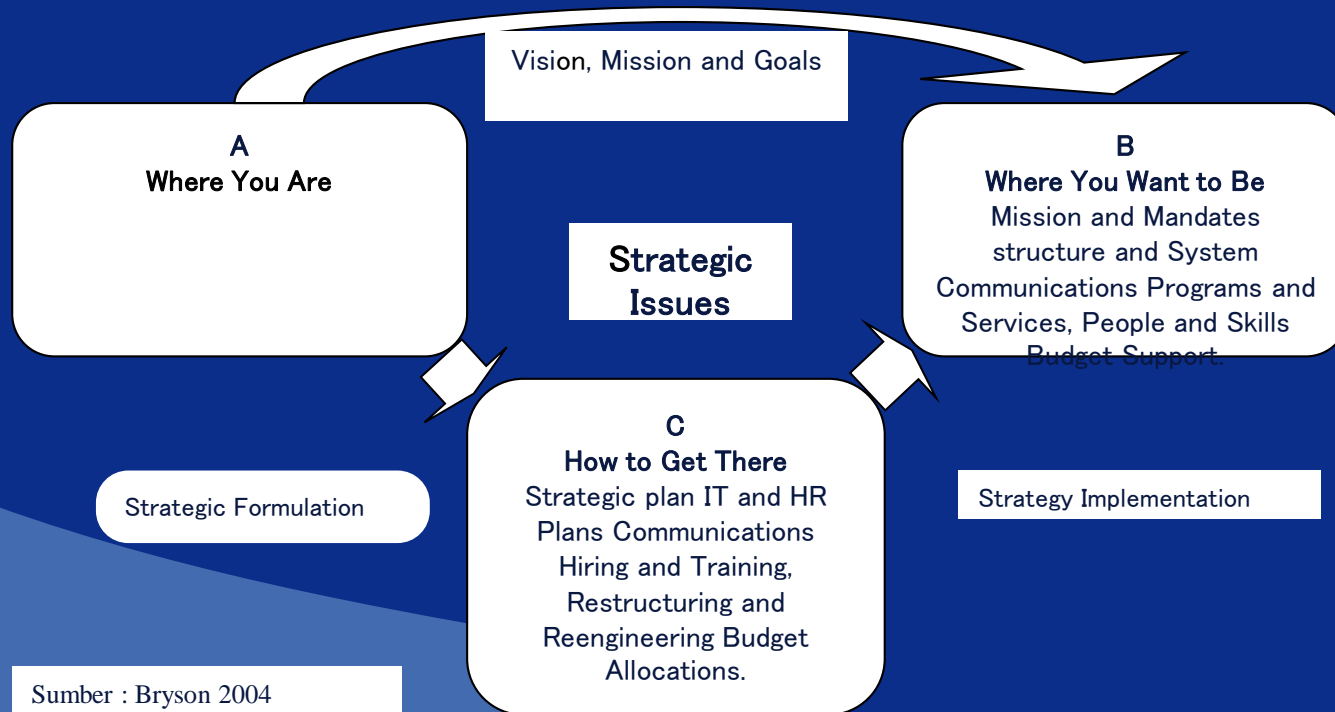 Vision, Mission and Goals
A
Where You Are
B
Where You Want to Be
Mission and Mandates
structure and System
Communications Programs and
Services, People and Skills
Budget Support.
Strategic
Issues
C
How to Get There
Strategic plan IT and HR
Plans Communications
Hiring and Training,
Restructuring and
Reengineering Budget
Allocations.
Strategic Formulation
Strategy Implementation
Sumber : Bryson 2004